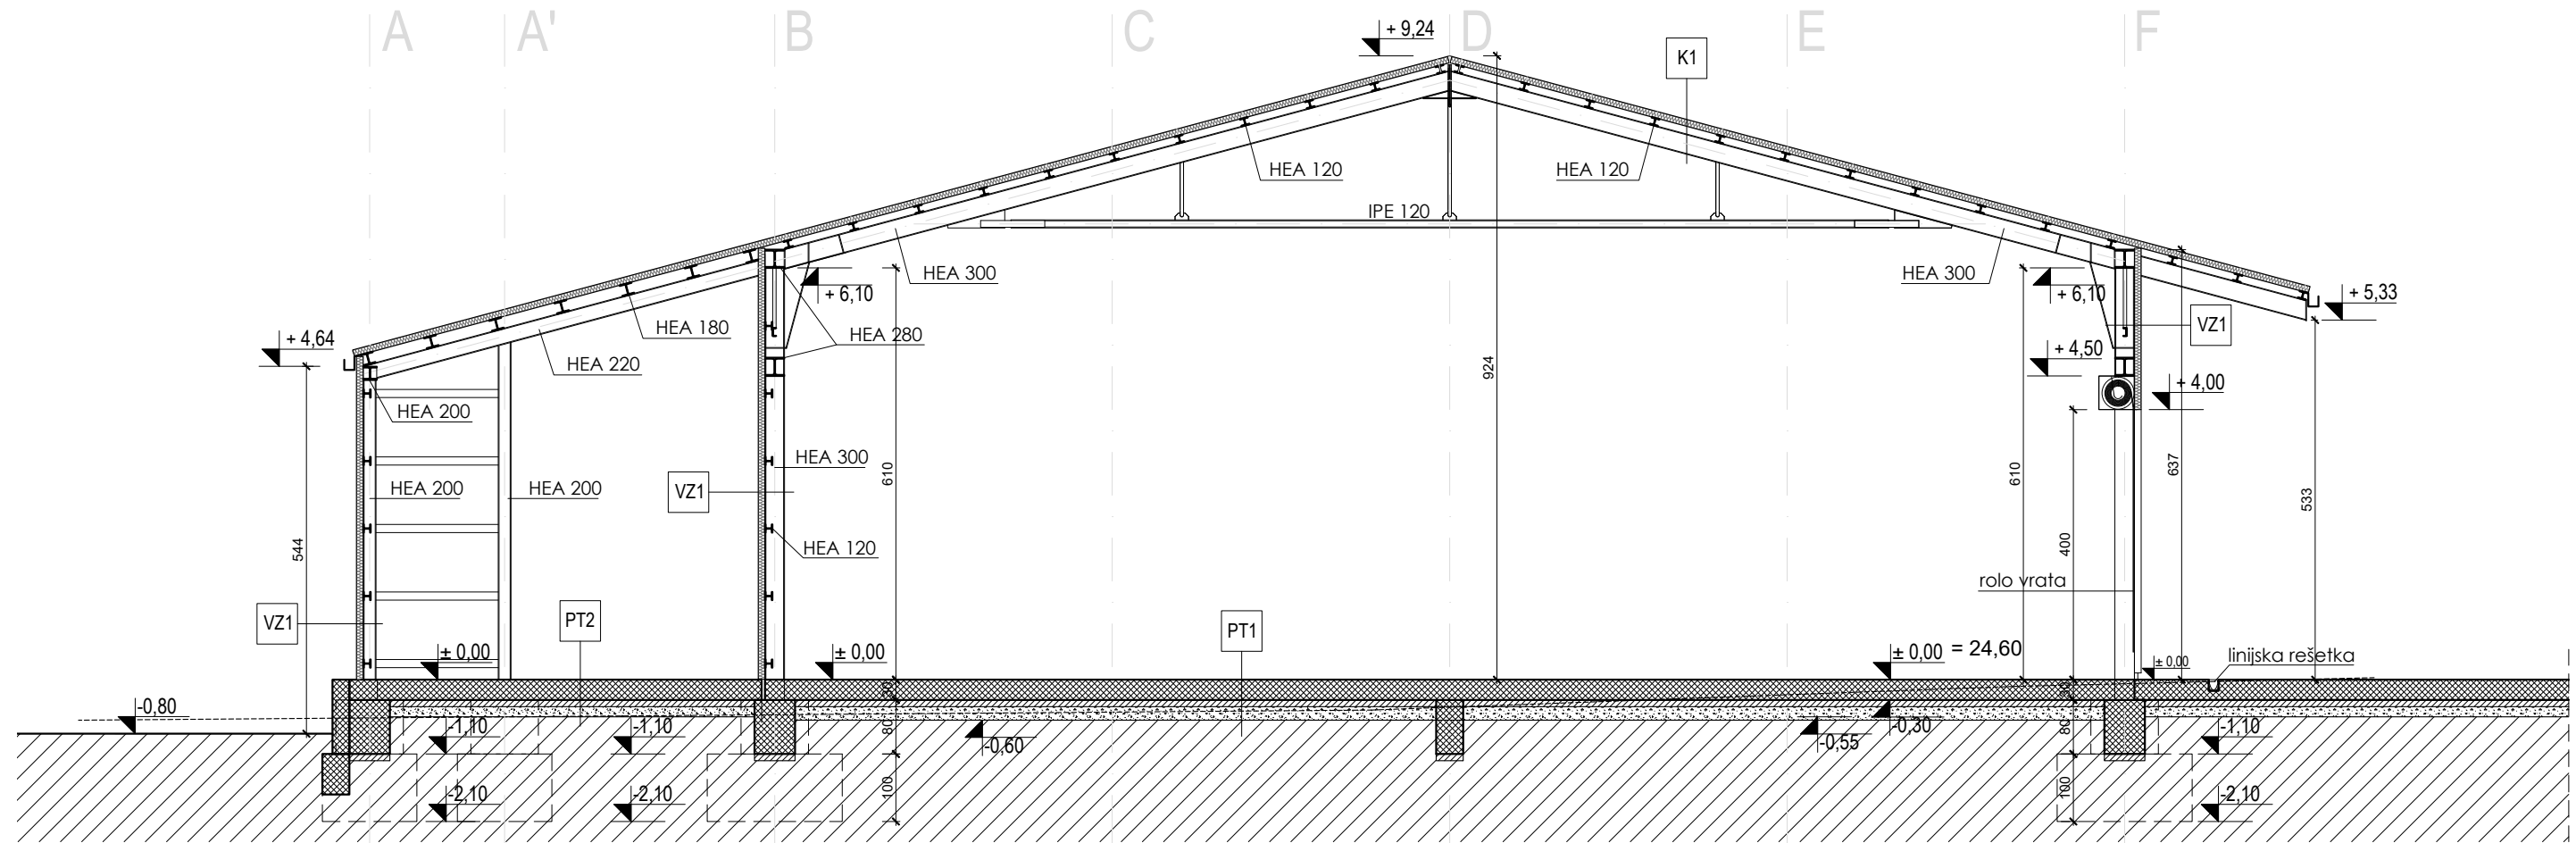 A A' B C D E F
+ 9,24
K1
HEA 120 HEA 120
IPE 120
HEA 300 HEA 300
+ 6,10 + 6,10
+ 5,33
HEA 180 HEA 280 VZ1
+ 4,64
+ 4,50
HEA 220
924
+ 4,00
HEA 200
HEA 300
610 610 637
HEA 200 HEA 200 VZ1
533
544 HEA 120 400
rolo vrata
VZ1 PT2 PT1
± 0,00 ± 0,00 ± 0,00 = 24,60 ± 0,00 linijska rešetka
30 30
-0,80
-1,10 -1,10 80 -0,60 -0,55 -0,30 80 -1,10
-2,10 -2,10 100 100 -2,10